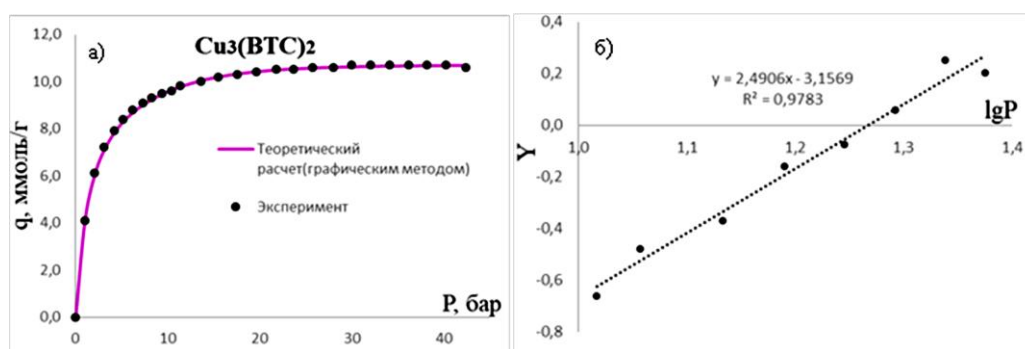 а)
Cu3(BTC)2
12,0
10,0
8,0
6,0
4,0
2,0
0,0
q, ммоль/г
Теоретический
расчет(графическим методом)
Эксперимент
P, бар
0 10 20 30 40
б)
0,4
0,2
0,0
-0,2
-0,4
-0,6
-0,8
Y
y = 2,4906x - 3,1569
R² = 0,9783
lgP
1,0 1,1 1,2 1,3 1,4